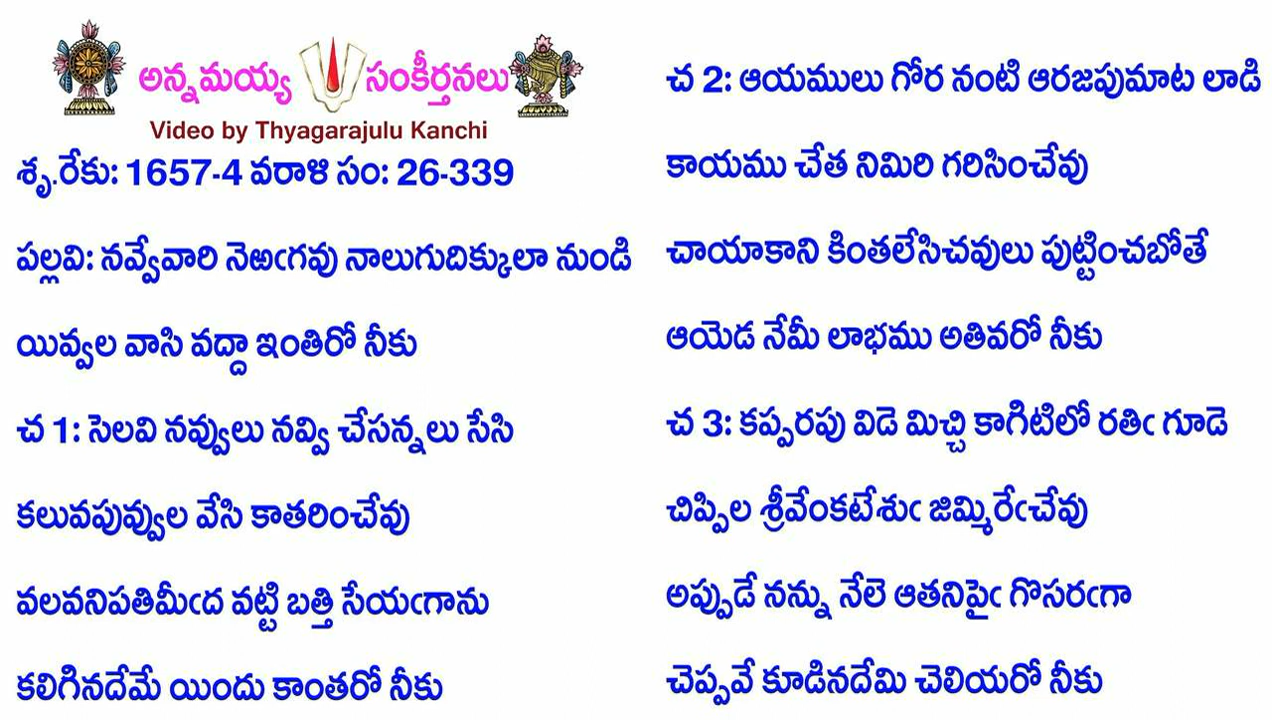 అన్నమయ్య సంకీర్తనలు
Video by Thyagarajulu Kanchi
శృ.రేకు: 1657-4 వరాళి సం: 26-339
పల్లవి: నవ్వేవారి నెఱఁగవు నాలుగుదిక్కులా నుండి
యివ్వల వాసి వద్దా ఇంతిరో నీకు
చ 1: సెలవి నవ్వులు నవ్వి చేసన్నలు సేసి
కలువపువ్వుల వేసి కాతరించేవు
వలవనిపతిమీఁద వట్టి బత్తి సేయఁగాను
కలిగినదేమే యిందు కాంతరో నీకు
చ 2: ఆయములు గోర నంటి ఆరజపుమాట లాడి
కాయము చేత నిమిరి గరిసించేవు
చాయాకాని కింతలేసిచవులు పుట్టించబోతే
ఆయెడ నేమీ లాభము అతివరో నీకు
చ 3: కప్పరపు విడె మిచ్చి కాగిటిలో రతిఁ గూడె
చిప్పిల శ్రీవేంకటేశుఁ జిమ్మిరేఁచేవు
అప్పుడే నన్ను నేలె ఆతనిపైఁ గొసరఁగా
చెప్పవే కూడినదేమి చెలియరో నీకు